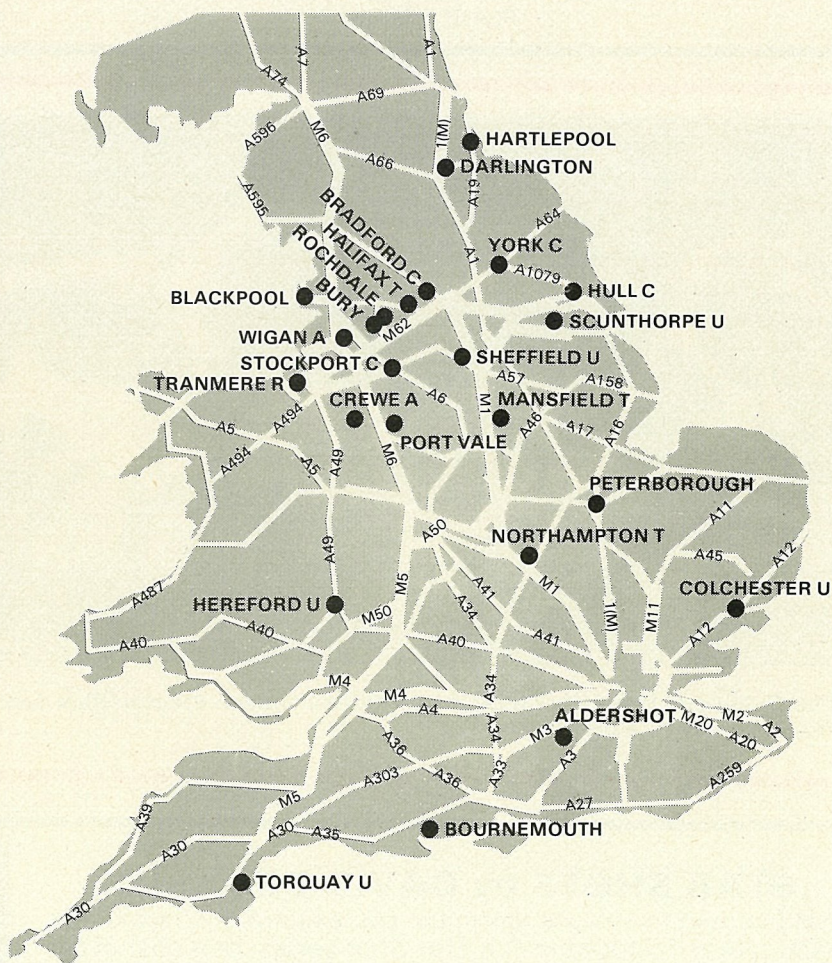 A7
A1
A74
A69
A596
M6
1(M)
HARTLEPOOL
A66
DARLINGTON
A595
A19
BRADFORD C
HALIFAX T
ROCHDALE
BURY
A64
YORK C
A1
A1079
BLACKPOOL
HULL C
M62
SCUNTHORPE U
WIGAN A
STOCKPORT C
SHEFFIELD U
TRANMERE R
A57
A158
CREWE A
A6
M1
MANSFIELD T
A494
A5
PORT VALE
A46
A17
A16
A494
A5
A49
M6
PETERBOROUGH
A11
A50
NORTHAMPTON T
A49
A45
A12
M5
M1
A487
HEREFORD U
M50
A34
A41
1(M)
M11
COLCHESTER U
A40
A40
A40
A41
A12
M4
M4
A34
A4
ALDERSHOT
M20
M2
A2
A36
A34
M3
A20
A303
A36
A33
A3
A259
M5
A27
A39
A30
A35
BOURNEMOUTH
A30
TORQUAY U
A30